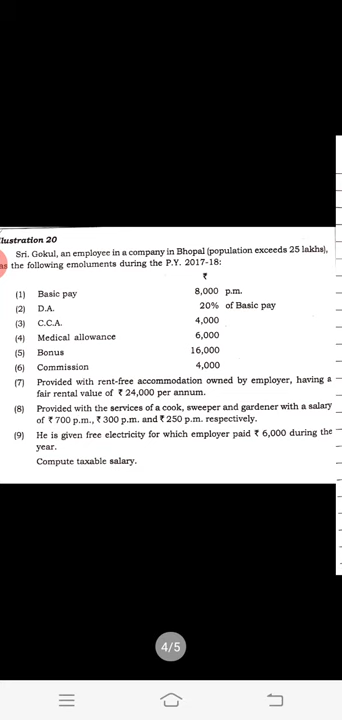 lustration 20
Sri. Gokul, an employee in a company in Bhopal (population exceeds 25 lakhs),
as the following emoluments during the P.Y. 2017-18:
₹
(1) Basic pay 8,000 p.m.
(2) D.A. 20% of Basic pay
(3) C.C.A. 4,000
(4) Medical allowance 6,000
(5) Bonus 16,000
(6) Commission 4,000
(7) Provided with rent-free accommodation owned by employer, having a
fair rental value of ₹ 24,000 per annum.
(8) Provided with the services of a cook, sweeper and gardener with a salary
of ₹ 700 p.m., ₹ 300 p.m. and ₹ 250 p.m. respectively.
(9) He is given free electricity for which employer paid ₹ 6,000 during the
year.
Compute taxable salary.
4/5